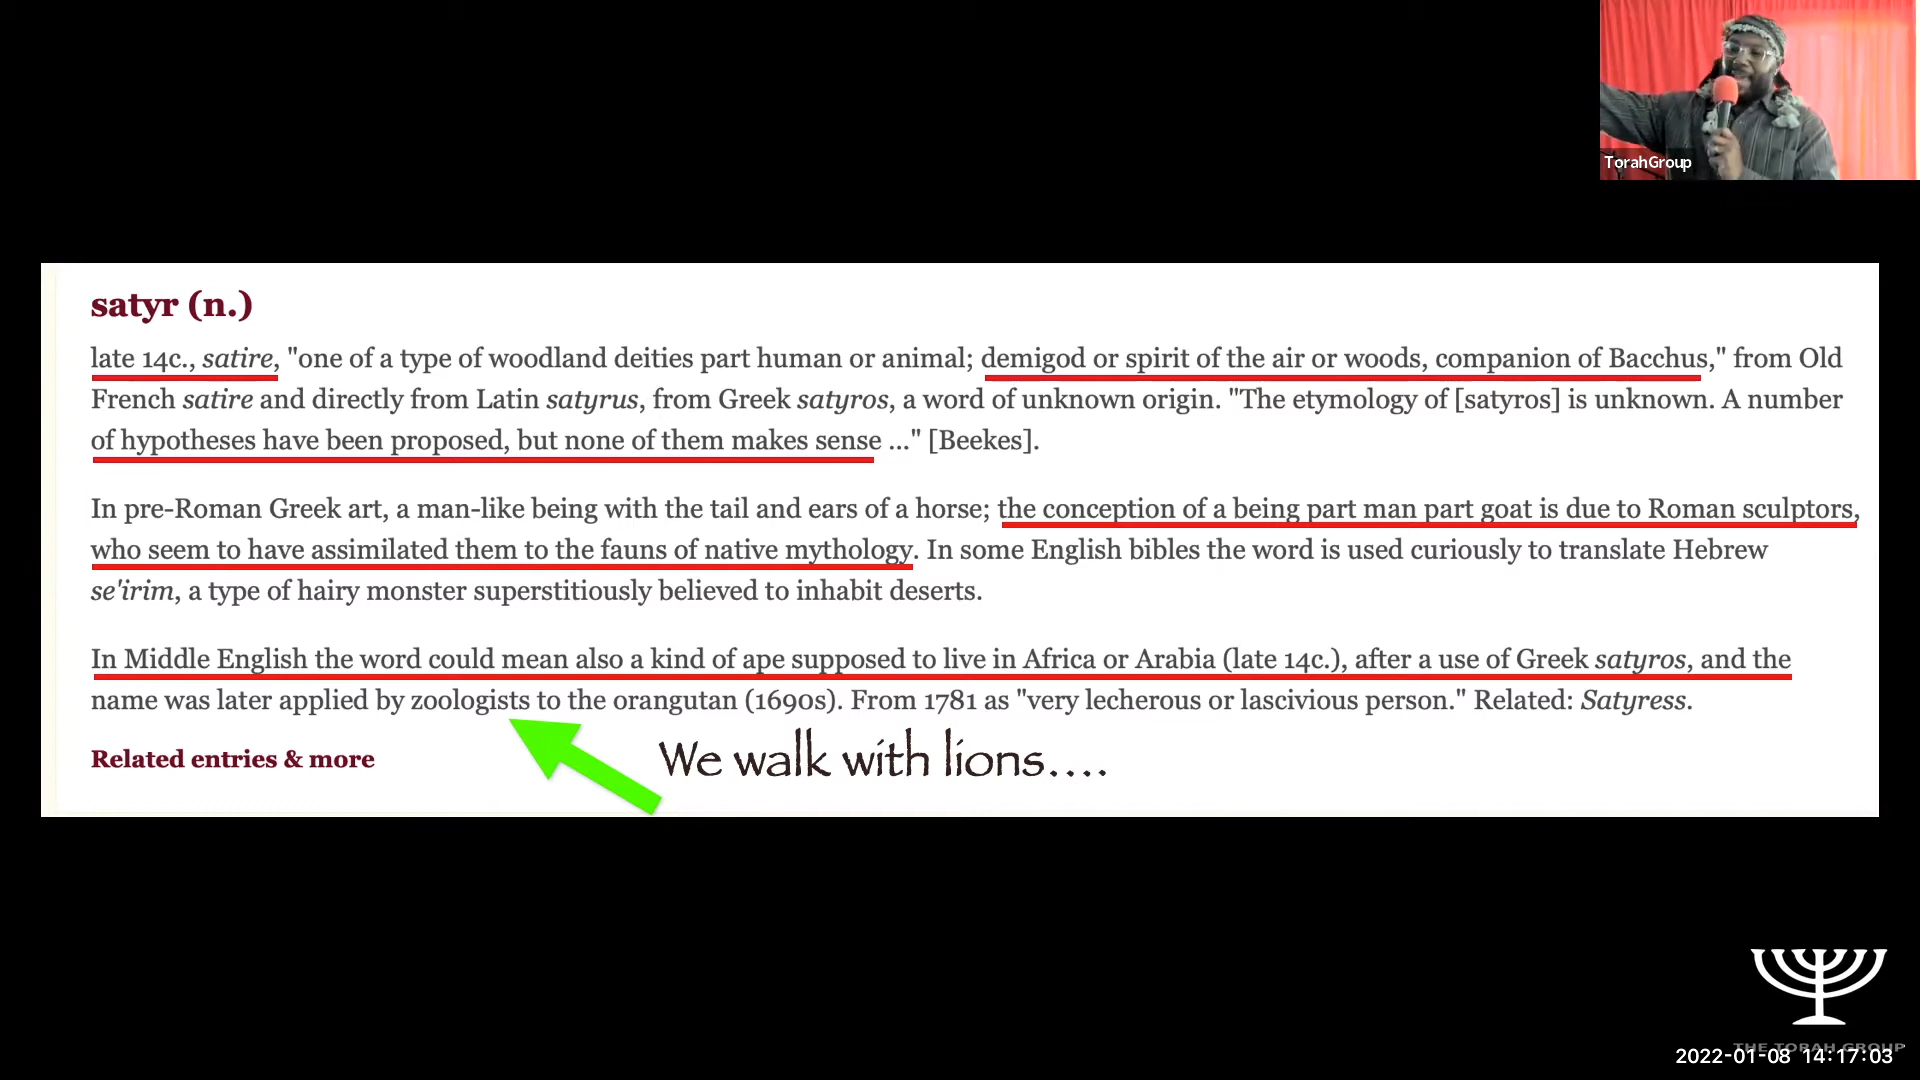 TorahGroup
satyr (n.)
late 14c., satire, "one of a type of woodland deities part human or animal; demigod or spirit of the air or woods, companion of Bacchus," from Old
French satire and directly from Latin satyrus, from Greek satyros, a word of unknown origin. "The etymology of [satyros] is unknown. A number
of hypotheses have been proposed, but none of them makes sense ..." [Beekes].
In pre-Roman Greek art, a man-like being with the tail and ears of a horse; the conception of a being part man part goat is due to Roman sculptors,
who seem to have assimilated them to the fauns of native mythology. In some English bibles the word is used curiously to translate Hebrew
se'irim, a type of hairy monster superstitiously believed to inhabit deserts.
In Middle English the word could mean also a kind of ape supposed to live in Africa or Arabia (late 14c.), after a use of Greek satyros, and the
name was later applied by zoologists to the orangutan (1690s). From 1781 as "very lecherous or lascivious person." Related: Satyress.
Related entries & more
We walk with lions....
THE TORAH GROUP
2022-01-08 14:17:03